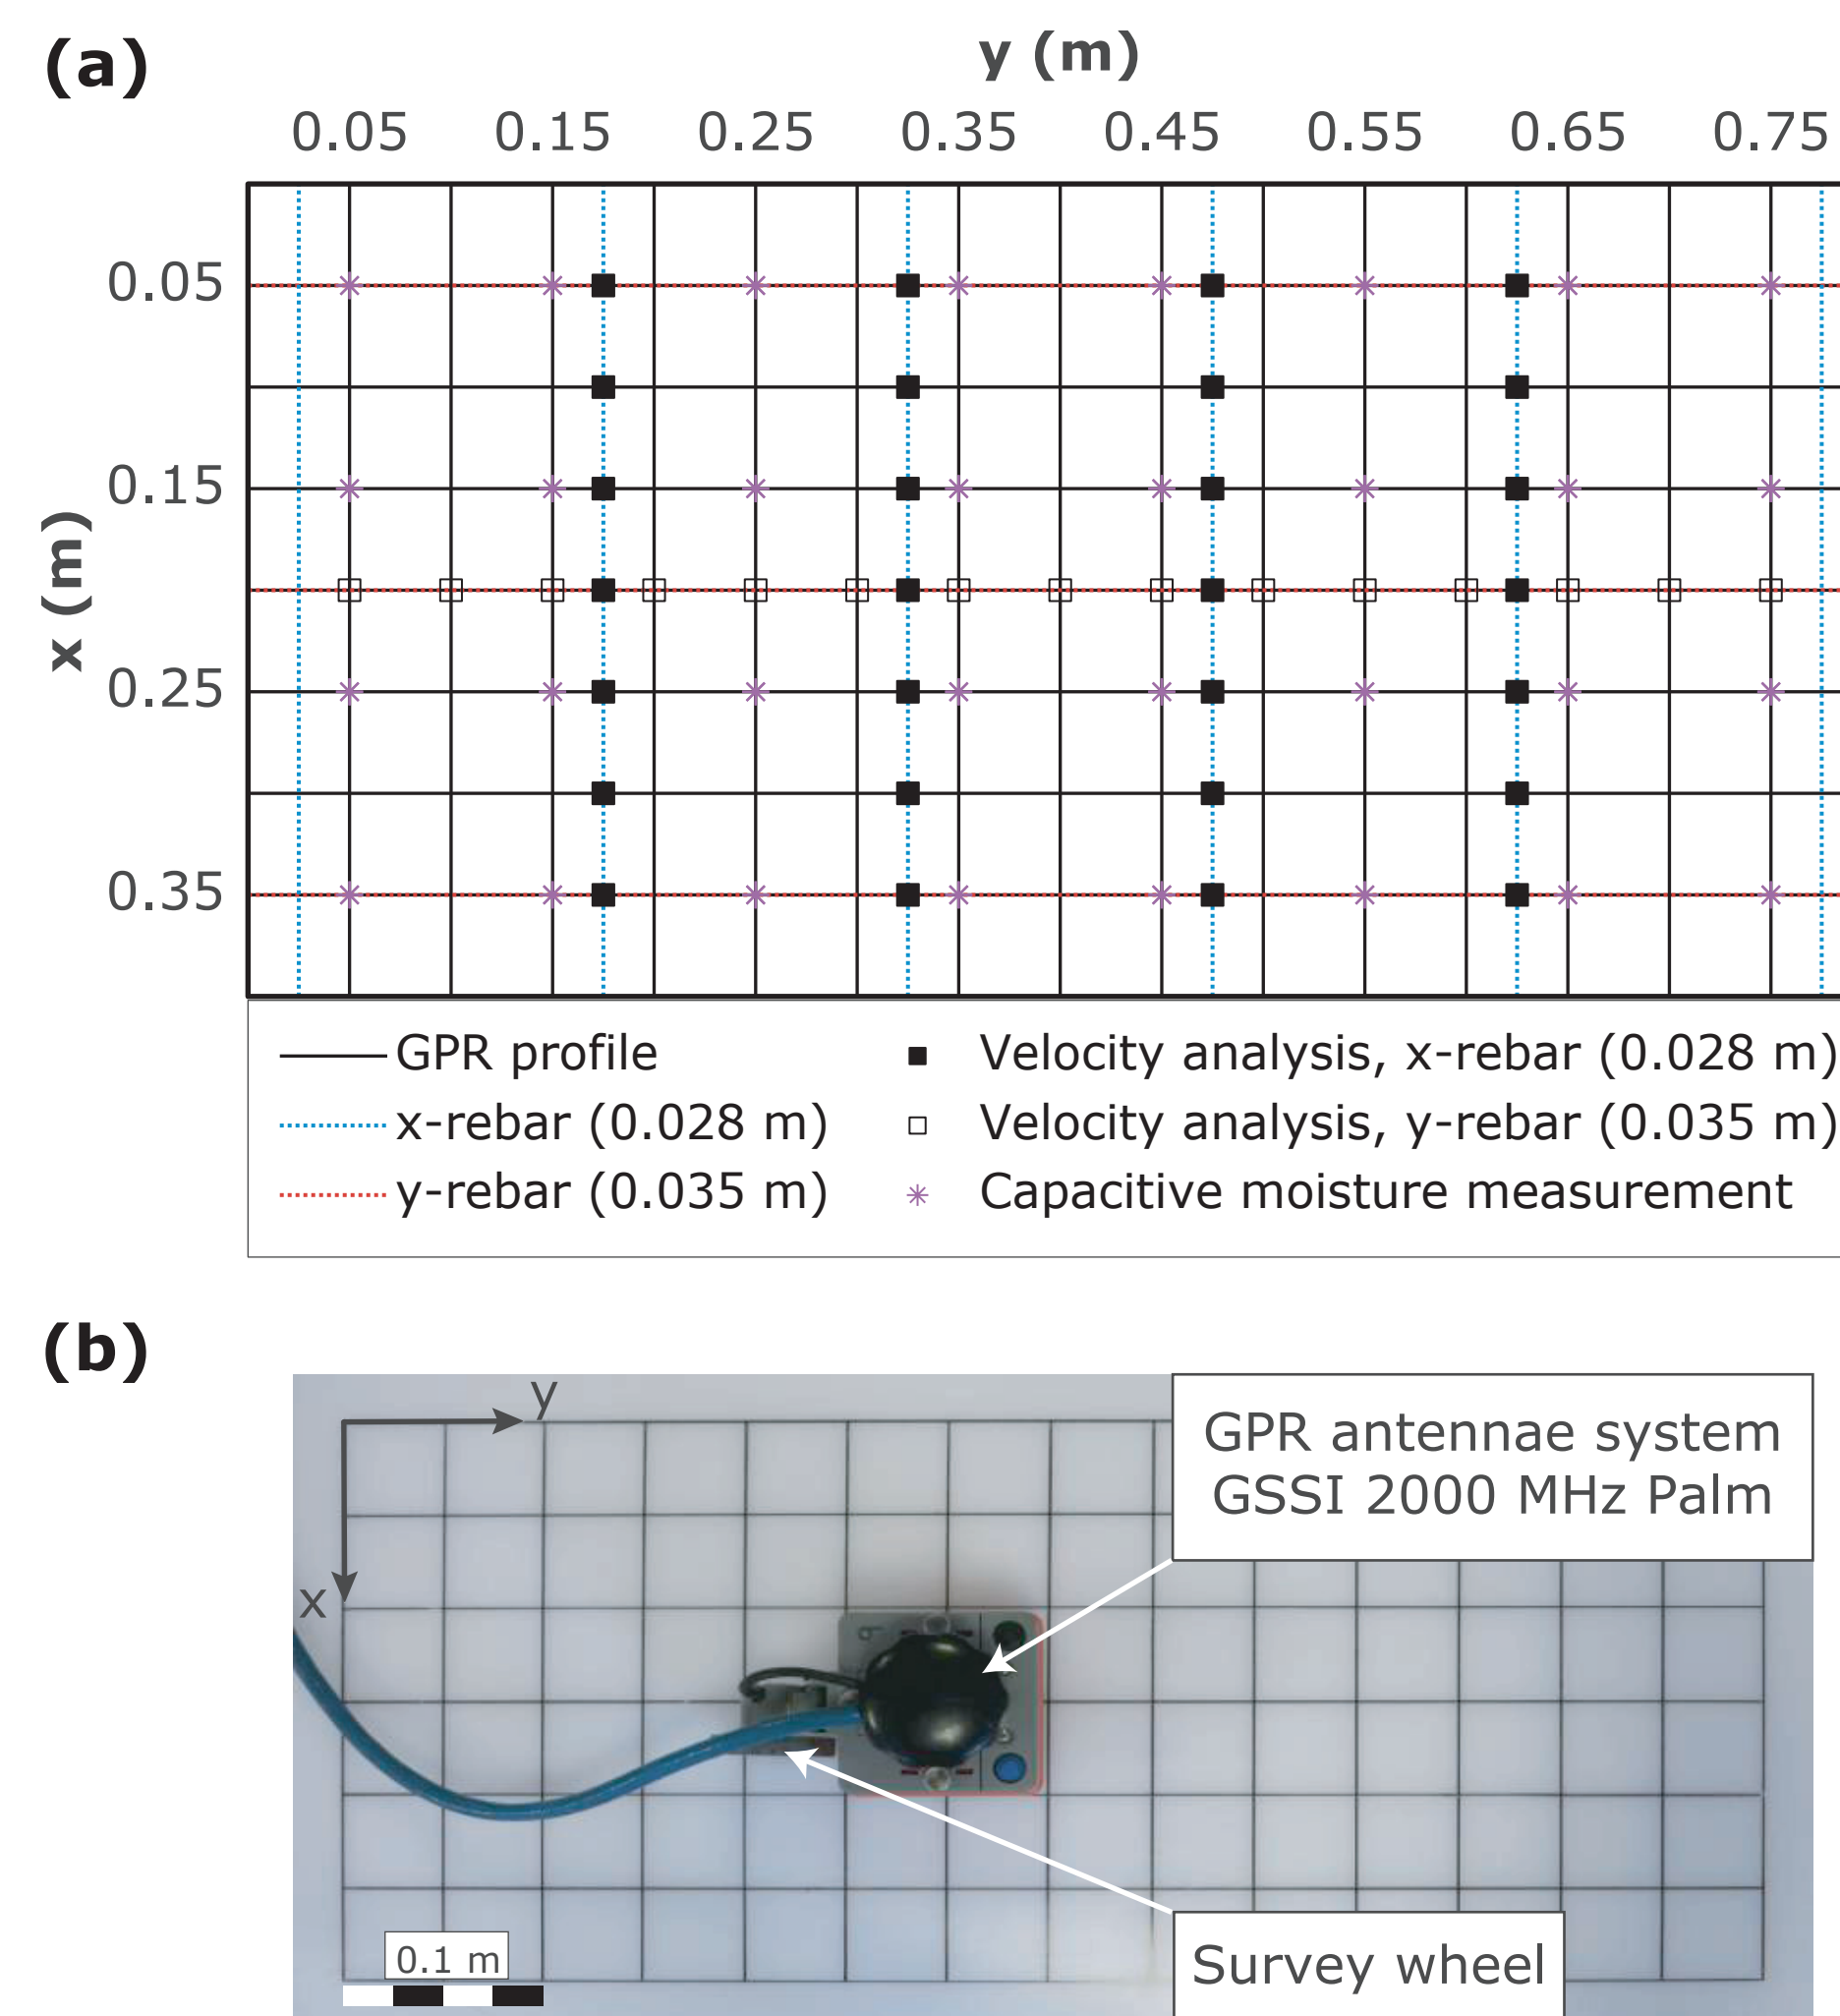 (a)
y (m)
0.05 0.15 0.25 0.35 0.45 0.55 0.65 0.75
0.05
0.15
x (m)
0.25
0.35
GPR profile
Velocity analysis, x-rebar (0.028 m)
x-rebar (0.028 m)
Velocity analysis, y-rebar (0.035 m)
y-rebar (0.035 m)
Capacitive moisture measurement
(b)
y
x
GPR antennae system
GSSI 2000 MHz Palm
Survey wheel
0.1 m